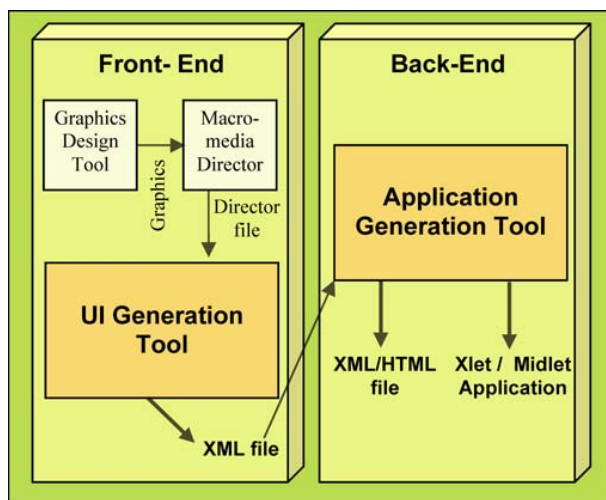 Front- End
Graphics
Design
Tool
Macro-
media
Director
Graphics
Director
file
UI Generation
Tool
XML file
Back-End
Application
Generation Tool
XML/HTML
file
Xlet / Midlet
Application